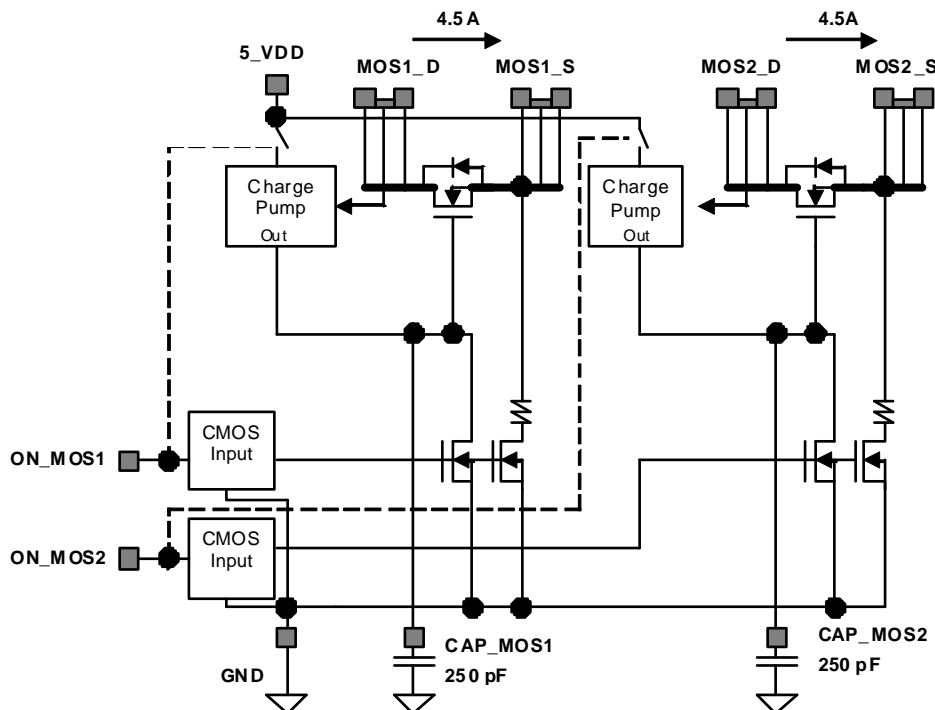 4.5A
4.5A
5_VDD
MOS1_D
MOS1_S
MOS2_D
MOS2_S
Charge
Pump
Out
Charge
Pump
Out
ON_MOS1
CMOS
Input
ON_MOS2
CMOS
Input
GND
CAP_MOS1
250 pF
CAP_MOS2
250 pF